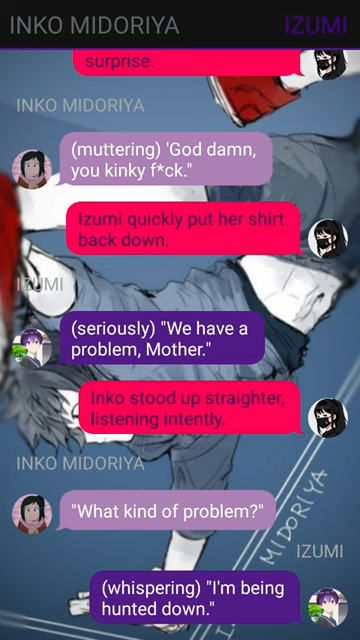 INKO MIDORIYA IZUMI
surprise.
INKO MIDORIYA
(muttering) 'God damn,
you kinky f*ck."
Izumi quickly put her shirt
back down.
IZUMI
(seriously) "We have a
problem, Mother."
Inko stood up straighter,
listening intently.
INKO MIDORIYA
"What kind of problem?"
MIDORIYA
IZUMI
(whispering) "I'm being
hunted down."